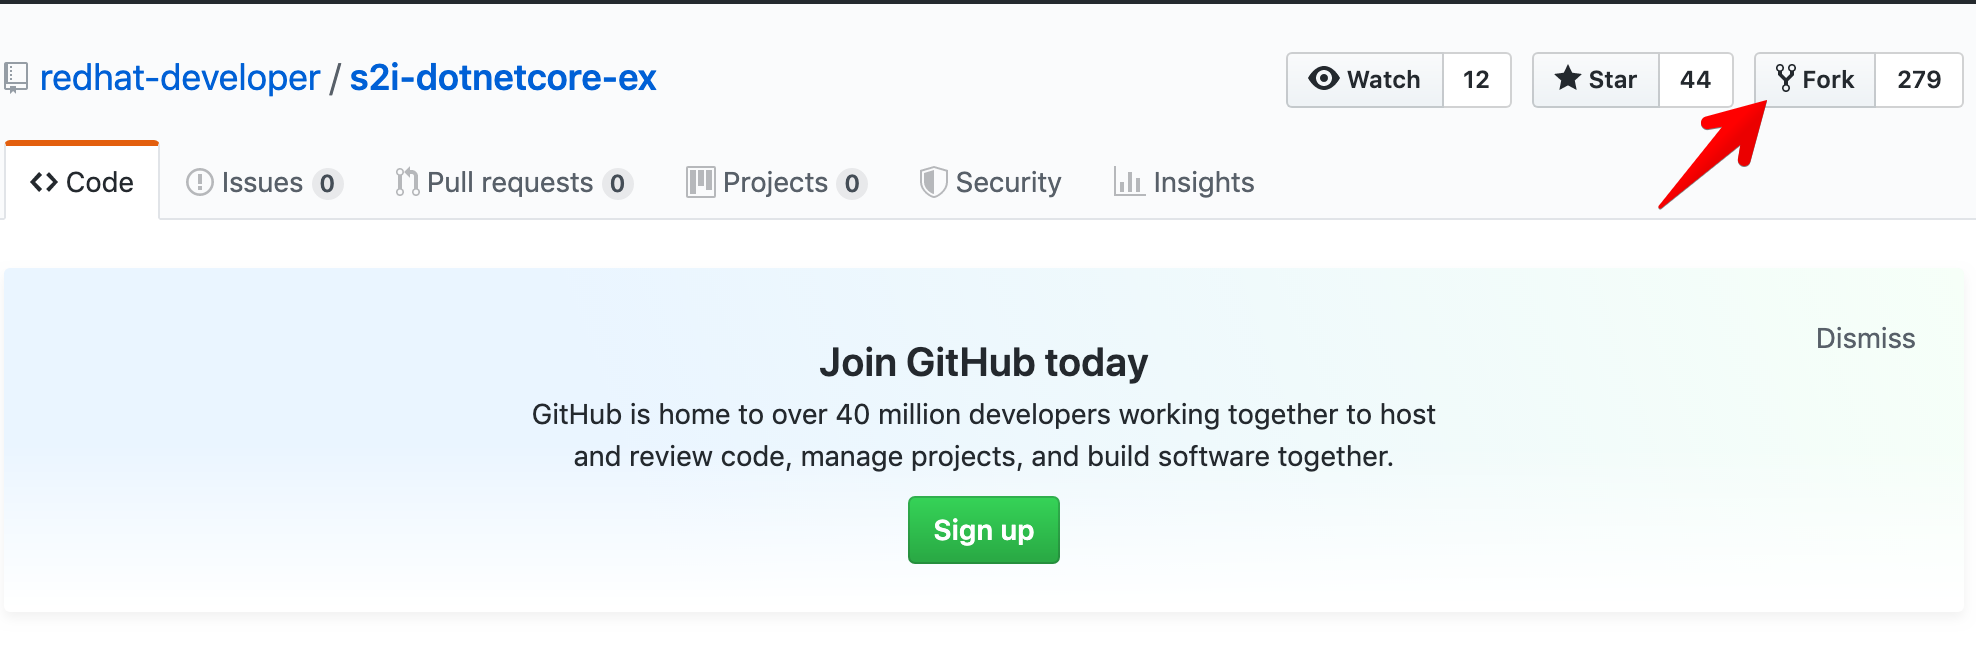 redhat-developer / s2i-dotnetcore-ex
Watch 12 Star 44 Fork 279
Code Issues 0 Pull requests 0 Projects 0 Security Insights
Dismiss
Join GitHub today
GitHub is home to over 40 million developers working together to host
and review code, manage projects, and build software together.
Sign up